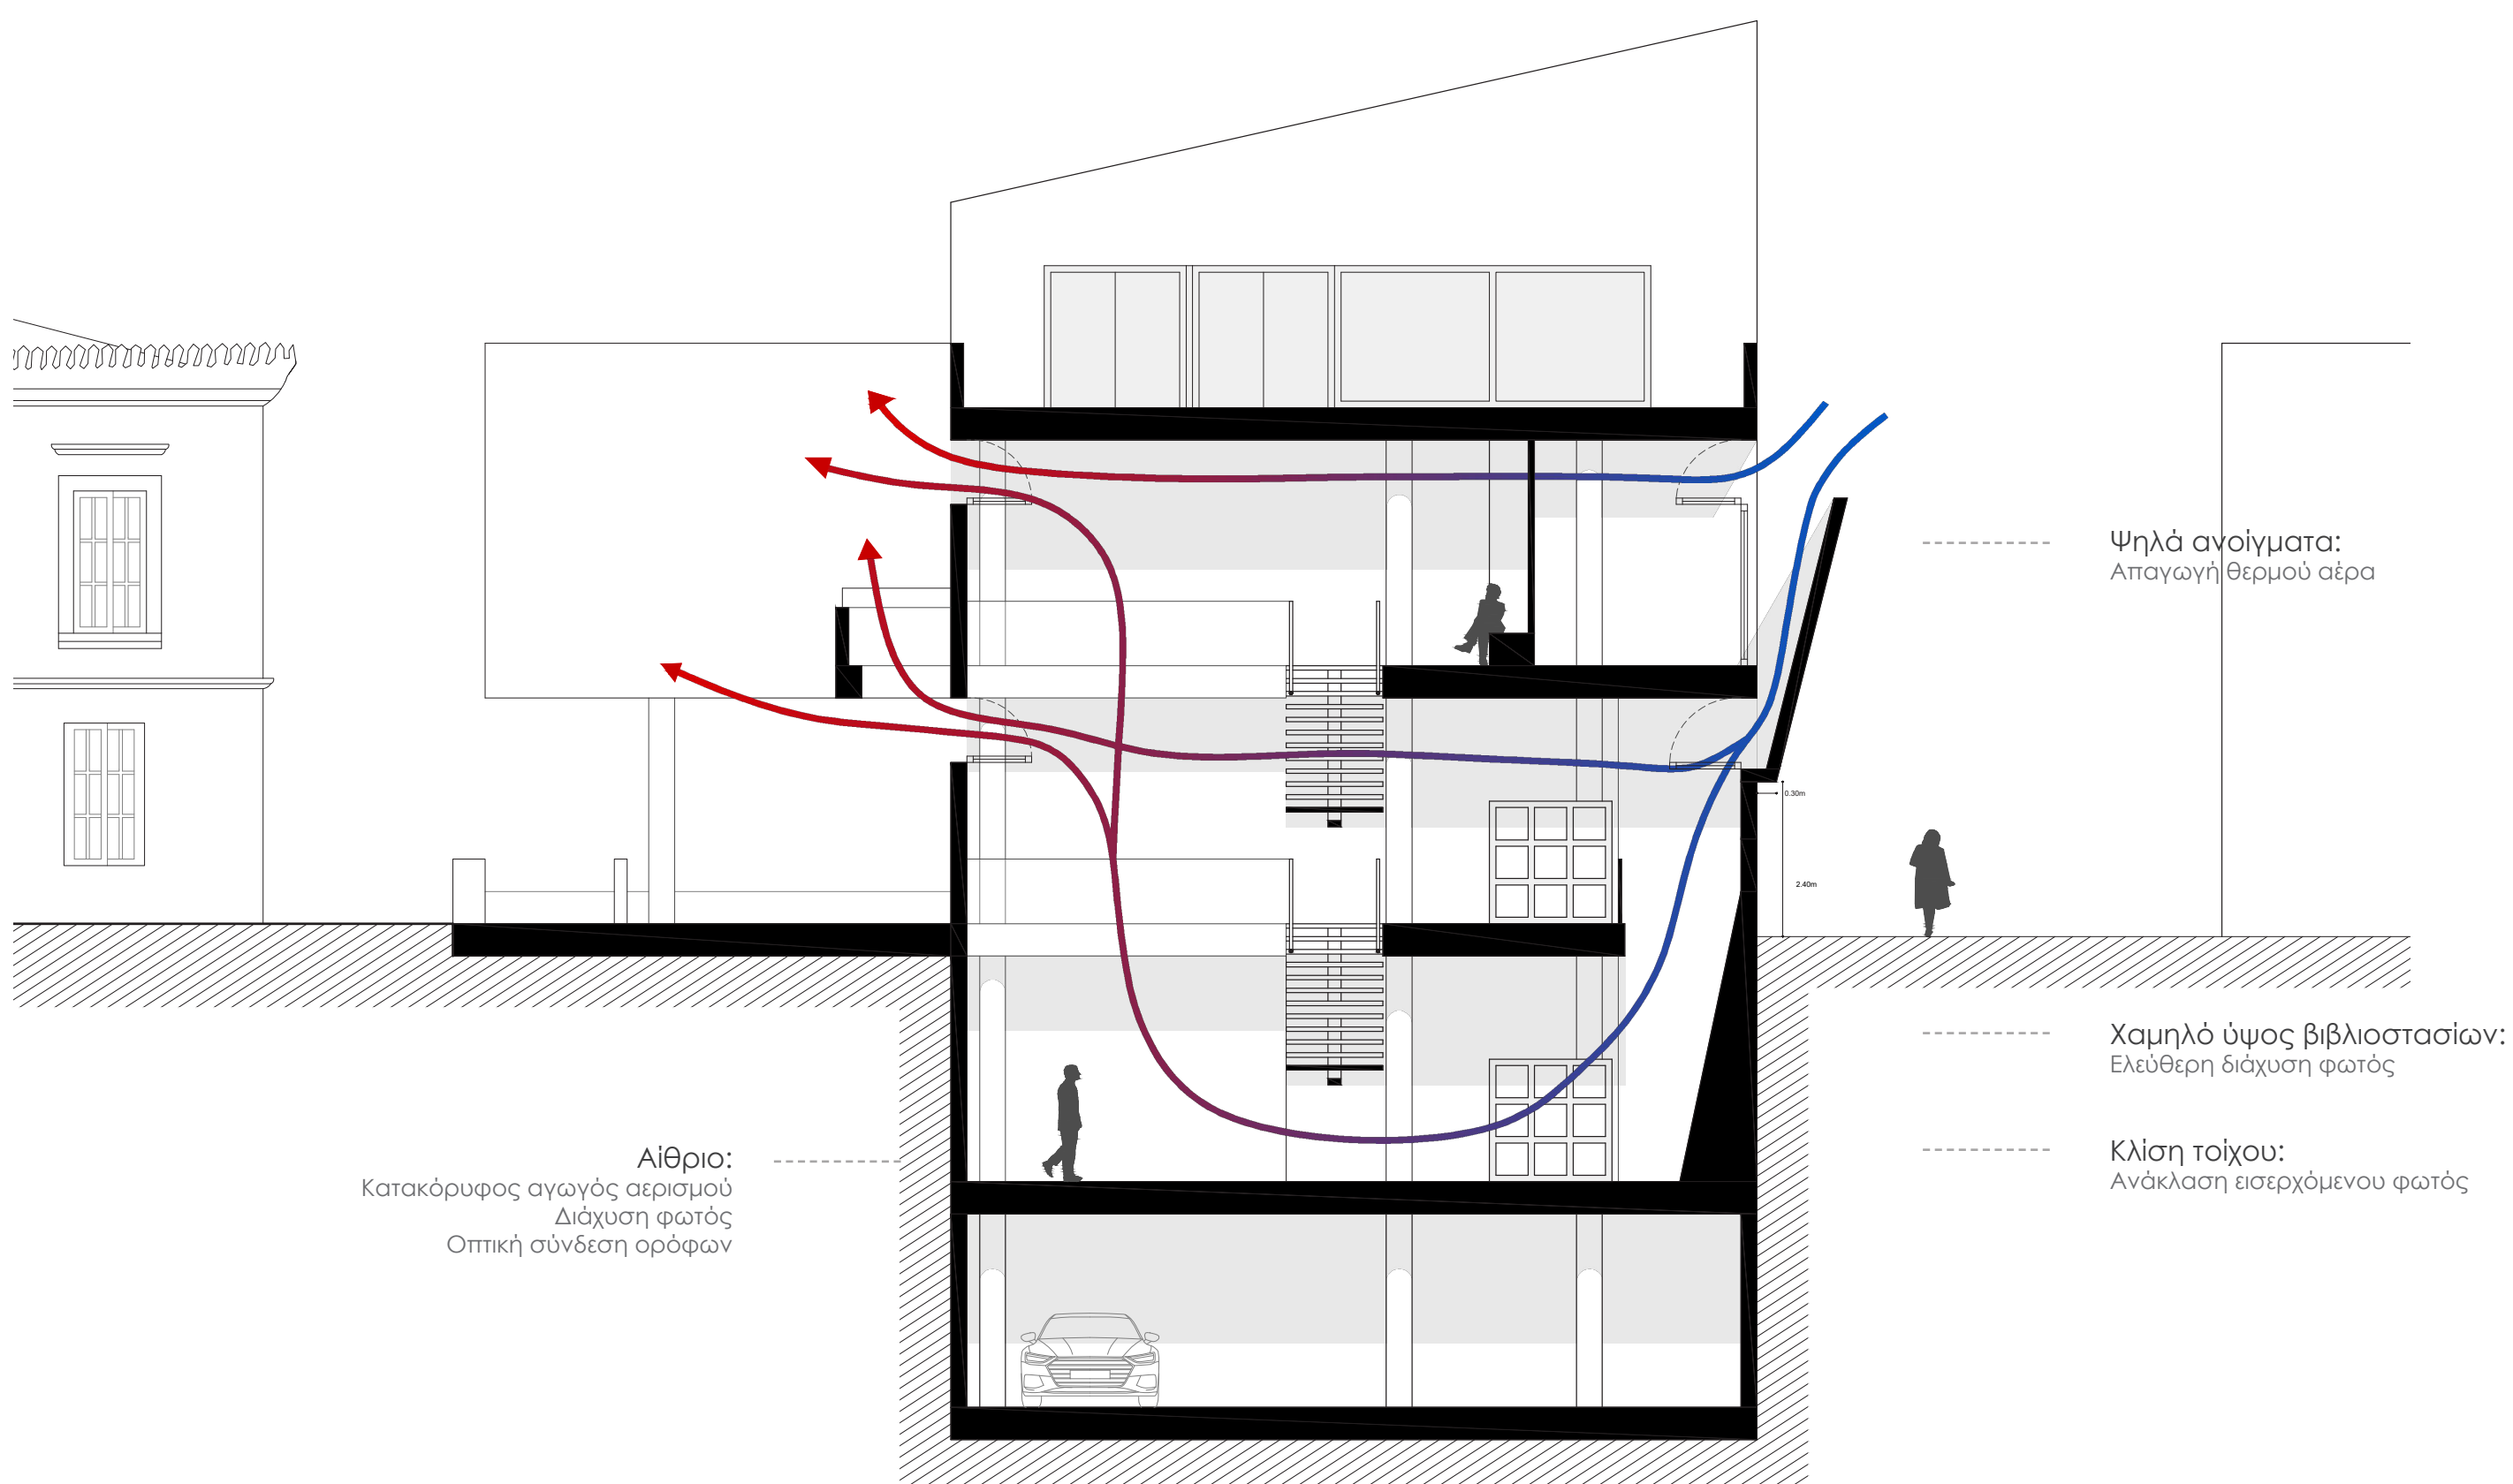 Ψηλά ανοίγματα:
Απαγωγή θερμού αέρα
0.30m
2.40m
Χαμηλό ύψος βιβλιοστασίων:
Ελεύθερη διάχυση φωτός
Κλίση τοίχου:
Ανάκλαση εισερχόμενου φωτός
Αίθριο:
Κατακόρυφος αγωγός αερισμού
Διάχυση φωτός
Οπτική σύνδεση ορόφων